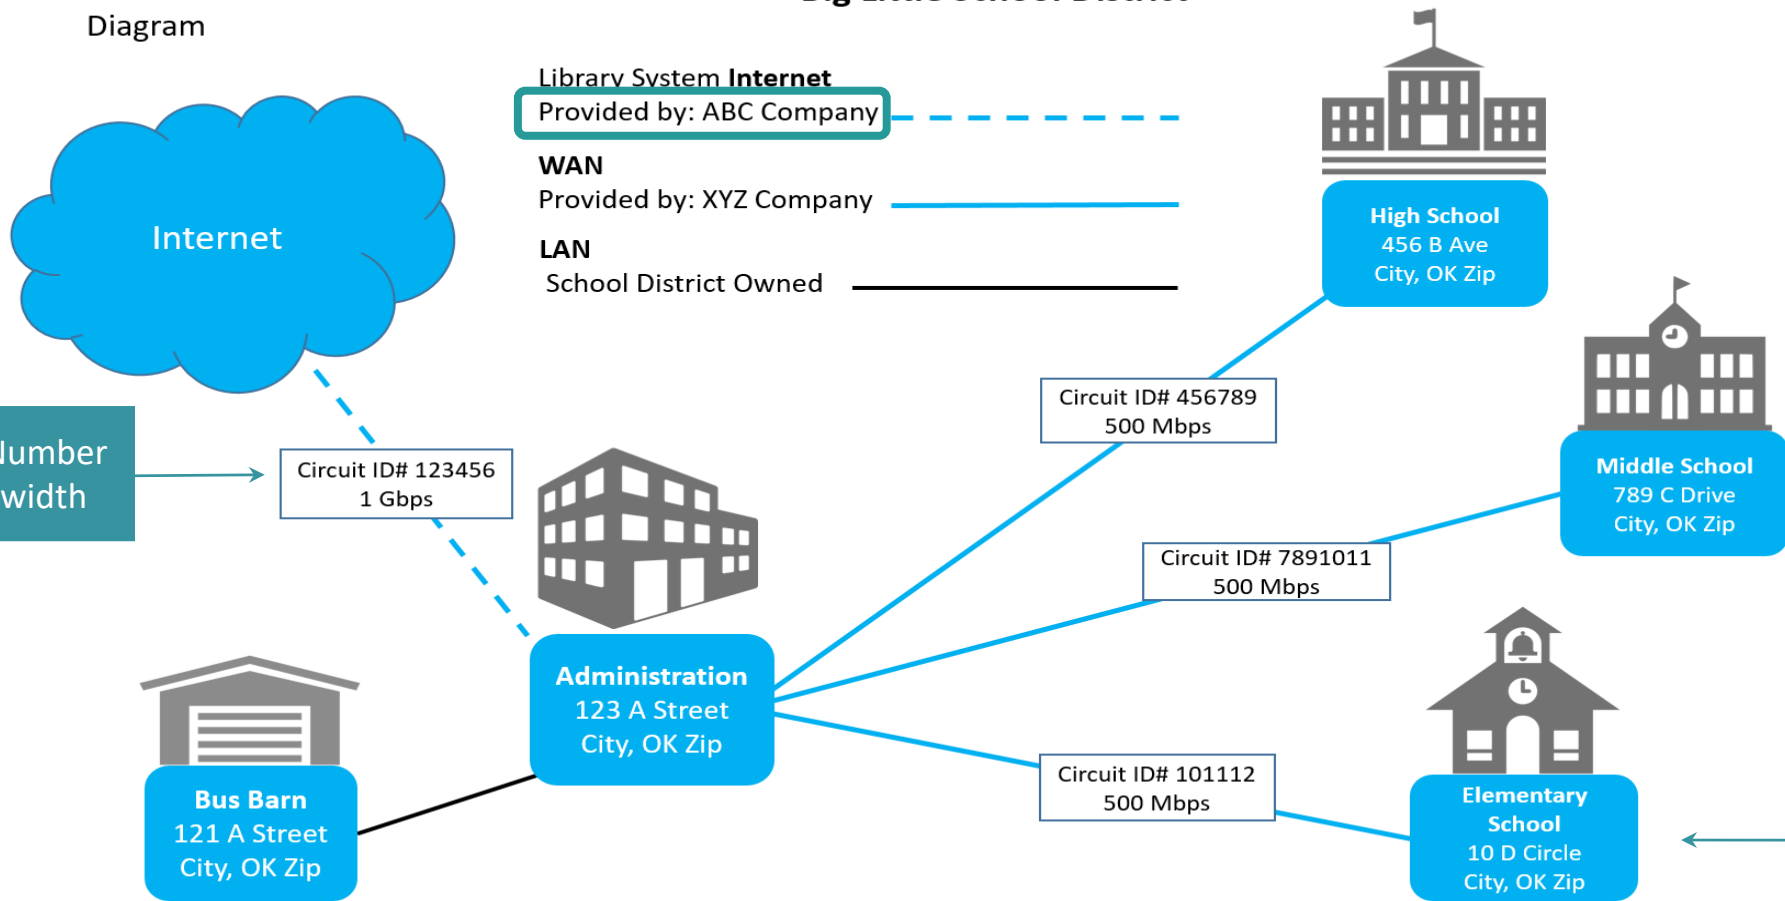 Diagram
Library System Internet
Provided by: ABC Company
WAN
Provided by: XYZ Company
LAN
School District Owned
Internet
High School
456 B Ave
City, OK Zip
Circuit ID# 456789
500 Mbps
Middle School
789 C Drive
City, OK Zip
Circuit ID# 123456
1 Gbps
Circuit ID# 7891011
500 Mbps
Administration
123 A Street
City, OK Zip
Circuit ID# 101112
500 Mbps
Bus Barn
121 A Street
City, OK Zip
Elementary
School
10 D Circle
City, OK Zip